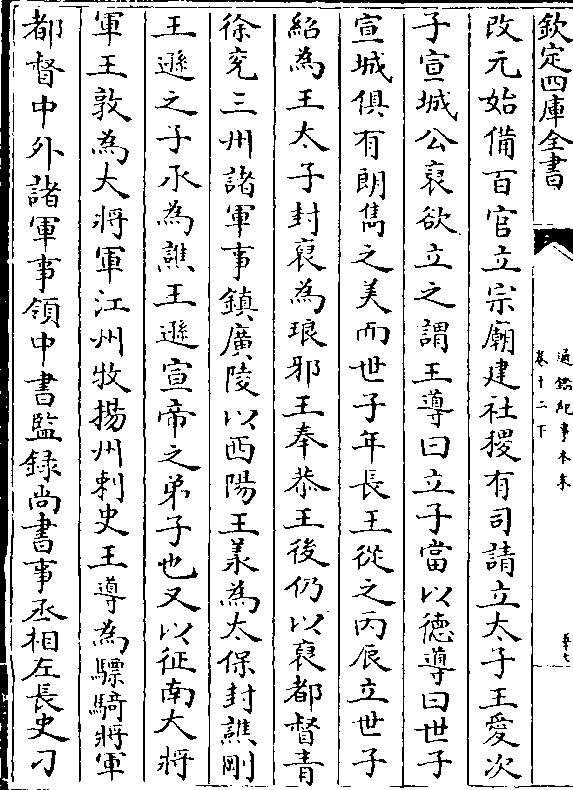 欽定四庫全書
通鑑紀事本末
卷十二下
改元始備百官立宗廟建社稷有司請立太子王愛次
子宣城公裒欲立之謂王導曰立子當以德導曰世子
宣城俱有朗雋之美而世子年長王從之丙辰立世子
紹為王太子封裒為琅邪王奉恭王後仍以裒都督青
徐兗三州諸軍事鎮廣陵以西陽王羕為太保封譙剛
王遜之子氶為譙王遜宣帝之弟子也又以征南大將
軍王敦為大將軍江州牧揚州刺史王導為驃騎將軍
都督中外諸軍事領中書監録尚書事丞相左長史刁